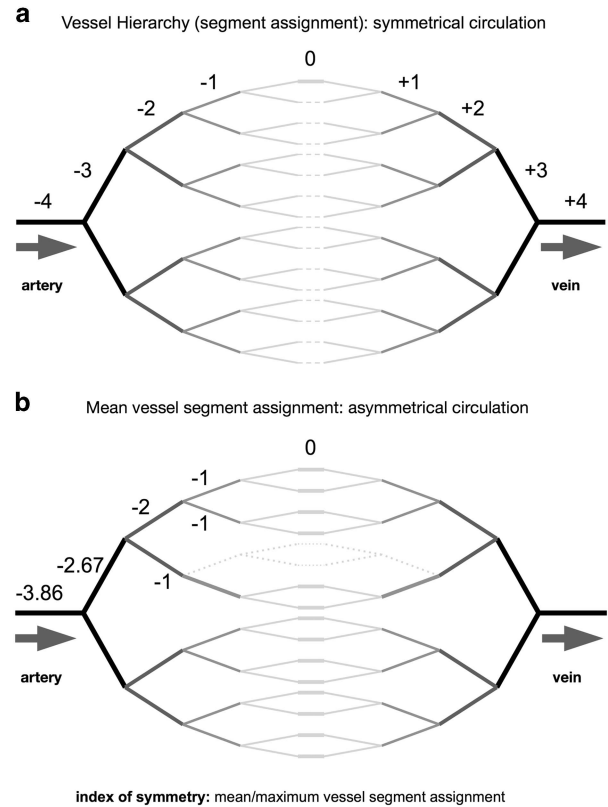 a
Vessel Hierarchy (segment assignment): symmetrical circulation
0
-1
+1
-2
+2
-3
+3
-4
+4
artery
vein
b
Mean vessel segment assignment: asymmetrical circulation
0
-1
-2
-1
-2.67
-1
-3.86
artery
vein
index of symmetry: mean/maximum vessel segment assignment